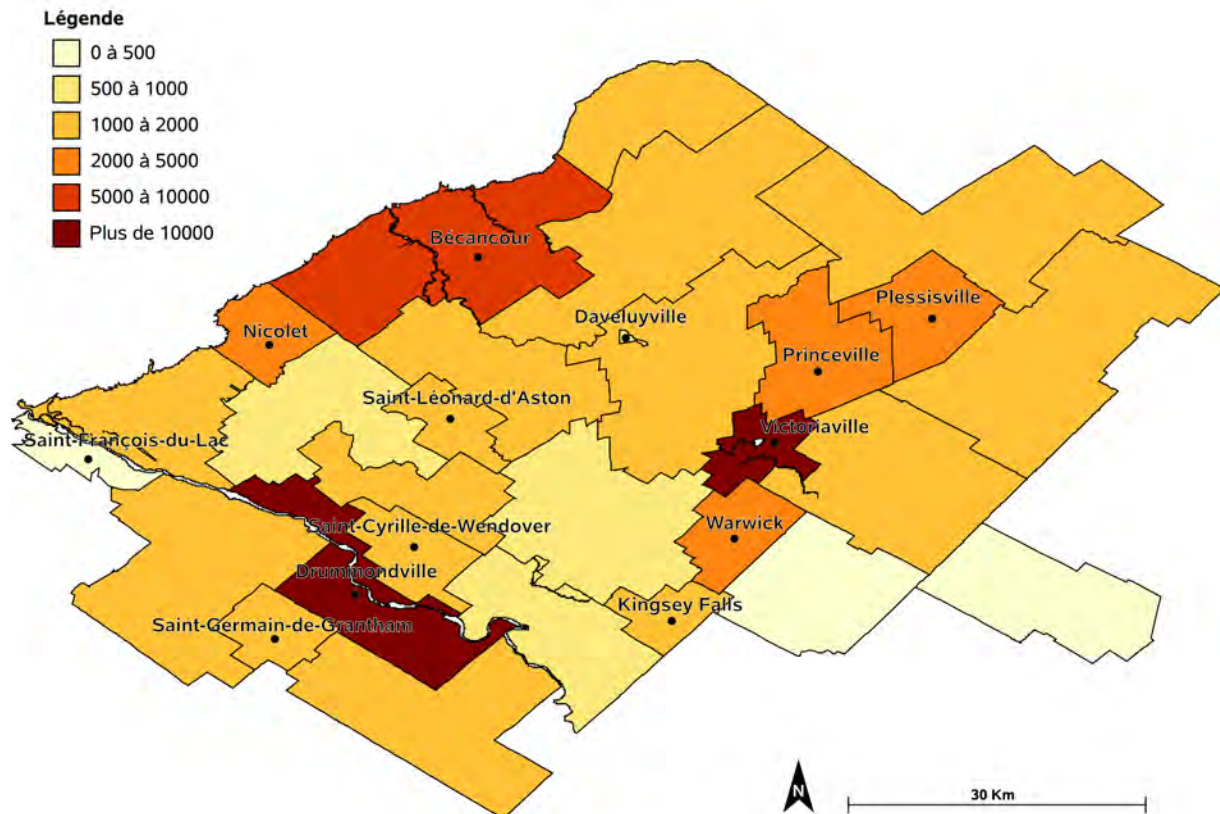 Légende
0 à 500
500 à 1000
1000 à 2000
2000 à 5000
5000 à 10000
Plus de 10000
Bécancour
Plessisville
Daveluyville
Nicolet
Princeville
Saint-Léonard-d'Aston
Victoriaville
Saint-François-du-Lac
Saint-Cyrille-de-Wendover
Warwick
Drummondville
Kingsey Falls
Saint-Germain-de-Grantham
N
30 Km